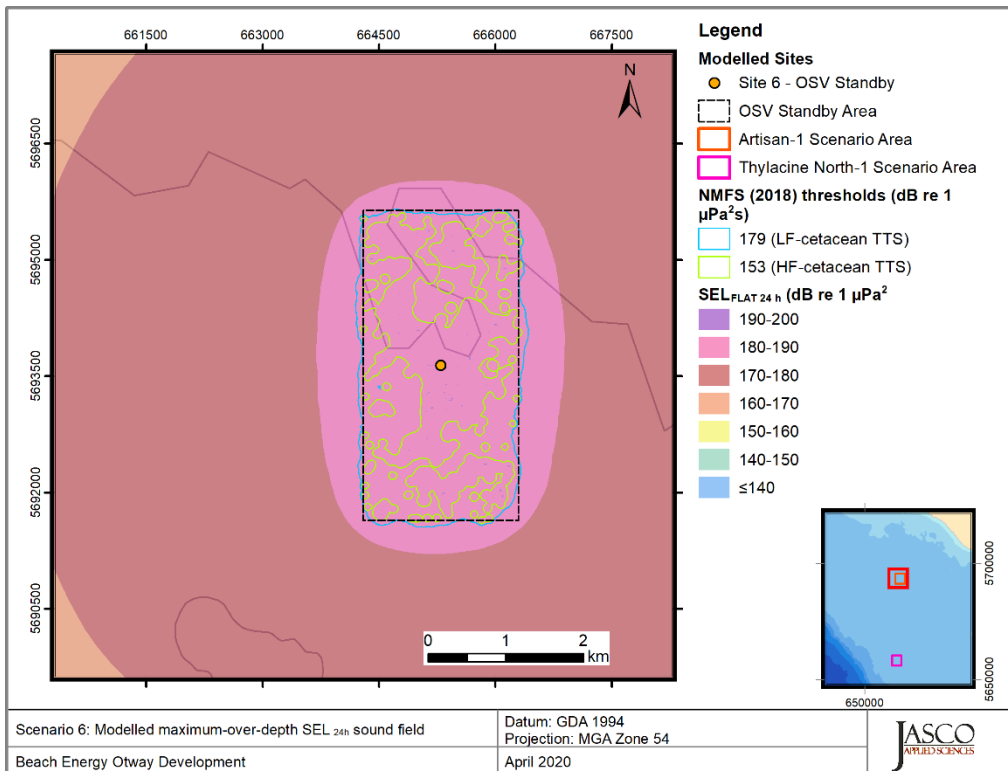 661500 663000 664500 666000 667500
5696500
5695000
5693500
5692000
5690500
N
0 1 2
km
Legend
Modelled Sites
Site 6 - OSV Standby
OSV Standby Area
Artisan-1 Scenario Area
Thylacine North-1 Scenario Area
NMFS (2018) thresholds (dB re 1
µPa²s)
179 (LF-cetacean TTS)
153 (HF-cetacean TTS)
SEL FLAT 24 h (dB re 1 µPa²
190-200
180-190
170-180
160-170
150-160
140-150
≤140
5700000
5650000
650000
Scenario 6: Modelled maximum-over-depth SEL 24h sound field
Beach Energy Otway Development
Datum: GDA 1994
Projection: MGA Zone 54
April 2020
JASCO
APPLIED SCIENCES